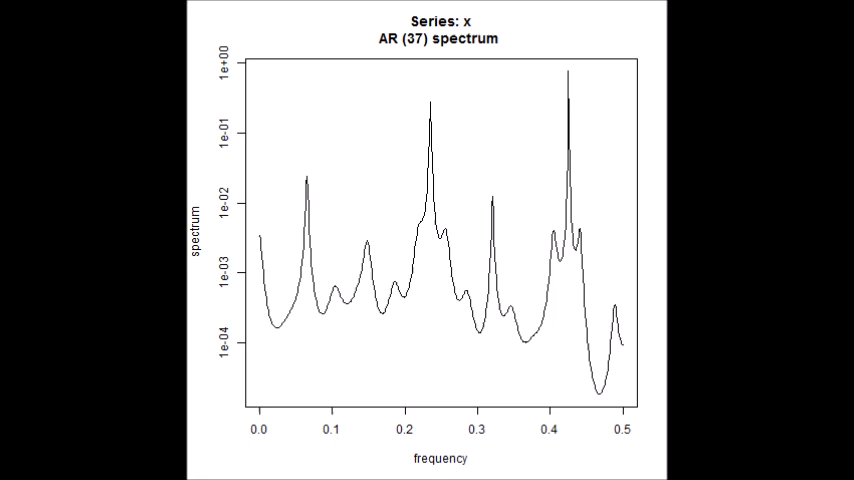 Series: x
AR (37) spectrum
1e+00
1e-01
1e-02
1e-03
1e-04
spectrum
0.0 0.1 0.2 0.3 0.4 0.5
frequency